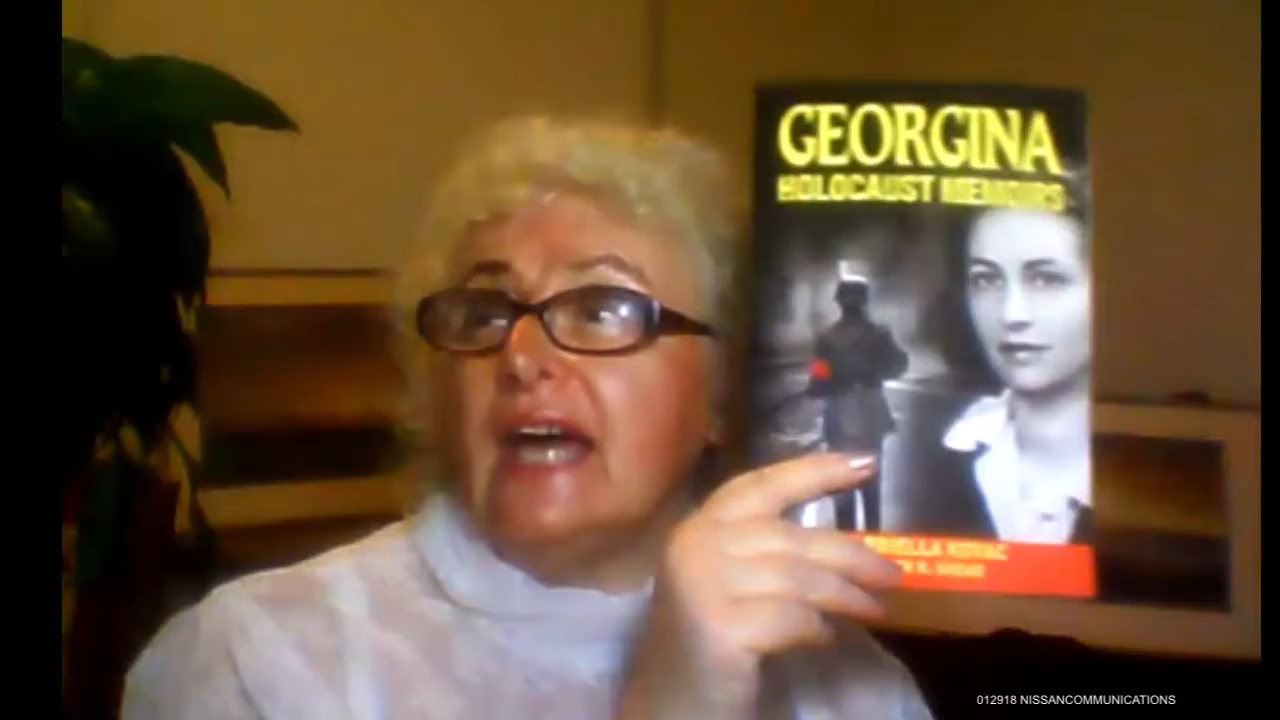 GEORGINA
HOLOCAUST MEMOIRS
KOVAC
012918 NISSANCOMMUNICATIONS